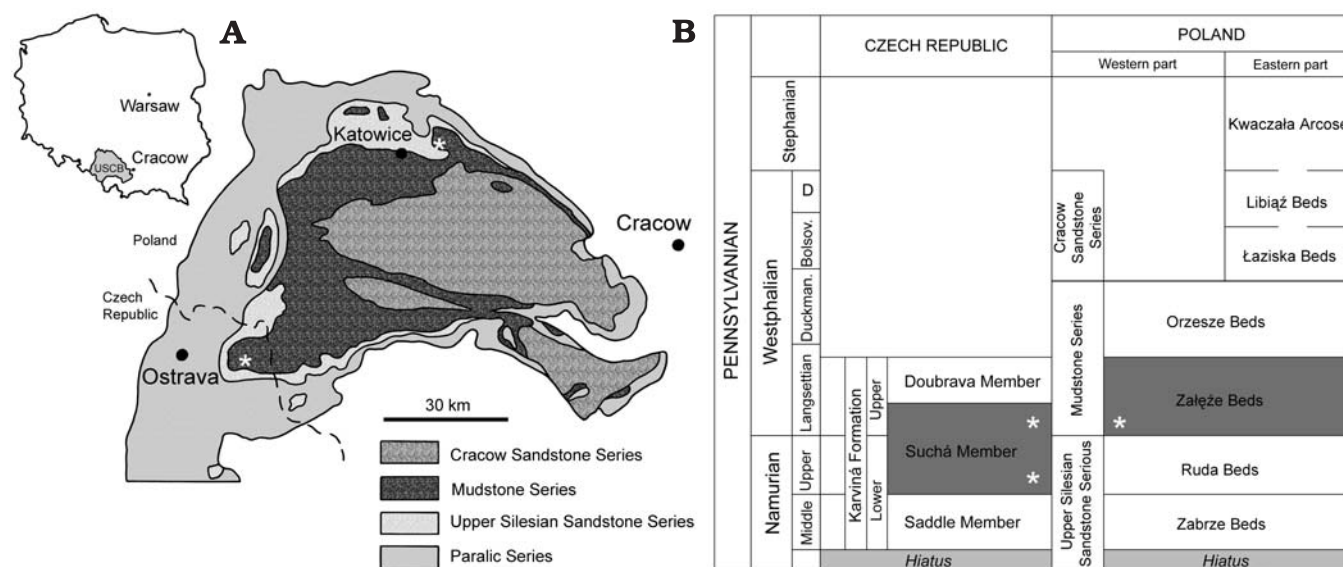 A
Warsaw
Cracow
USCB
Katowice
*
Cracow
Poland
Czech
Republic
*
Ostrava
30 km
Cracow Sandstone Series
Mudstone Series
Upper Silesian Sandstone Series
Paralic Series
B
CZECH REPUBLIC
POLAND
Western part
Eastern part
PENNSYLVANIAN
Stephanian
Kwaczała Arcose
Westphalian
D
Bolsov.
Duckman.
Langsettian
Cracow
Sandstone
Series
Libiąż Beds
Łaziska Beds
Mudstone Series
Orzesze Beds
Załęże Beds
*
Karviná Formation
Upper
Lower
Doubrava Member
*
Suchá Member
*
Saddle Member
Hiatus
Namurian
Upper
Middle
Upper Silesian
Sandstone Serious
Ruda Beds
Zabrze Beds
Hiatus